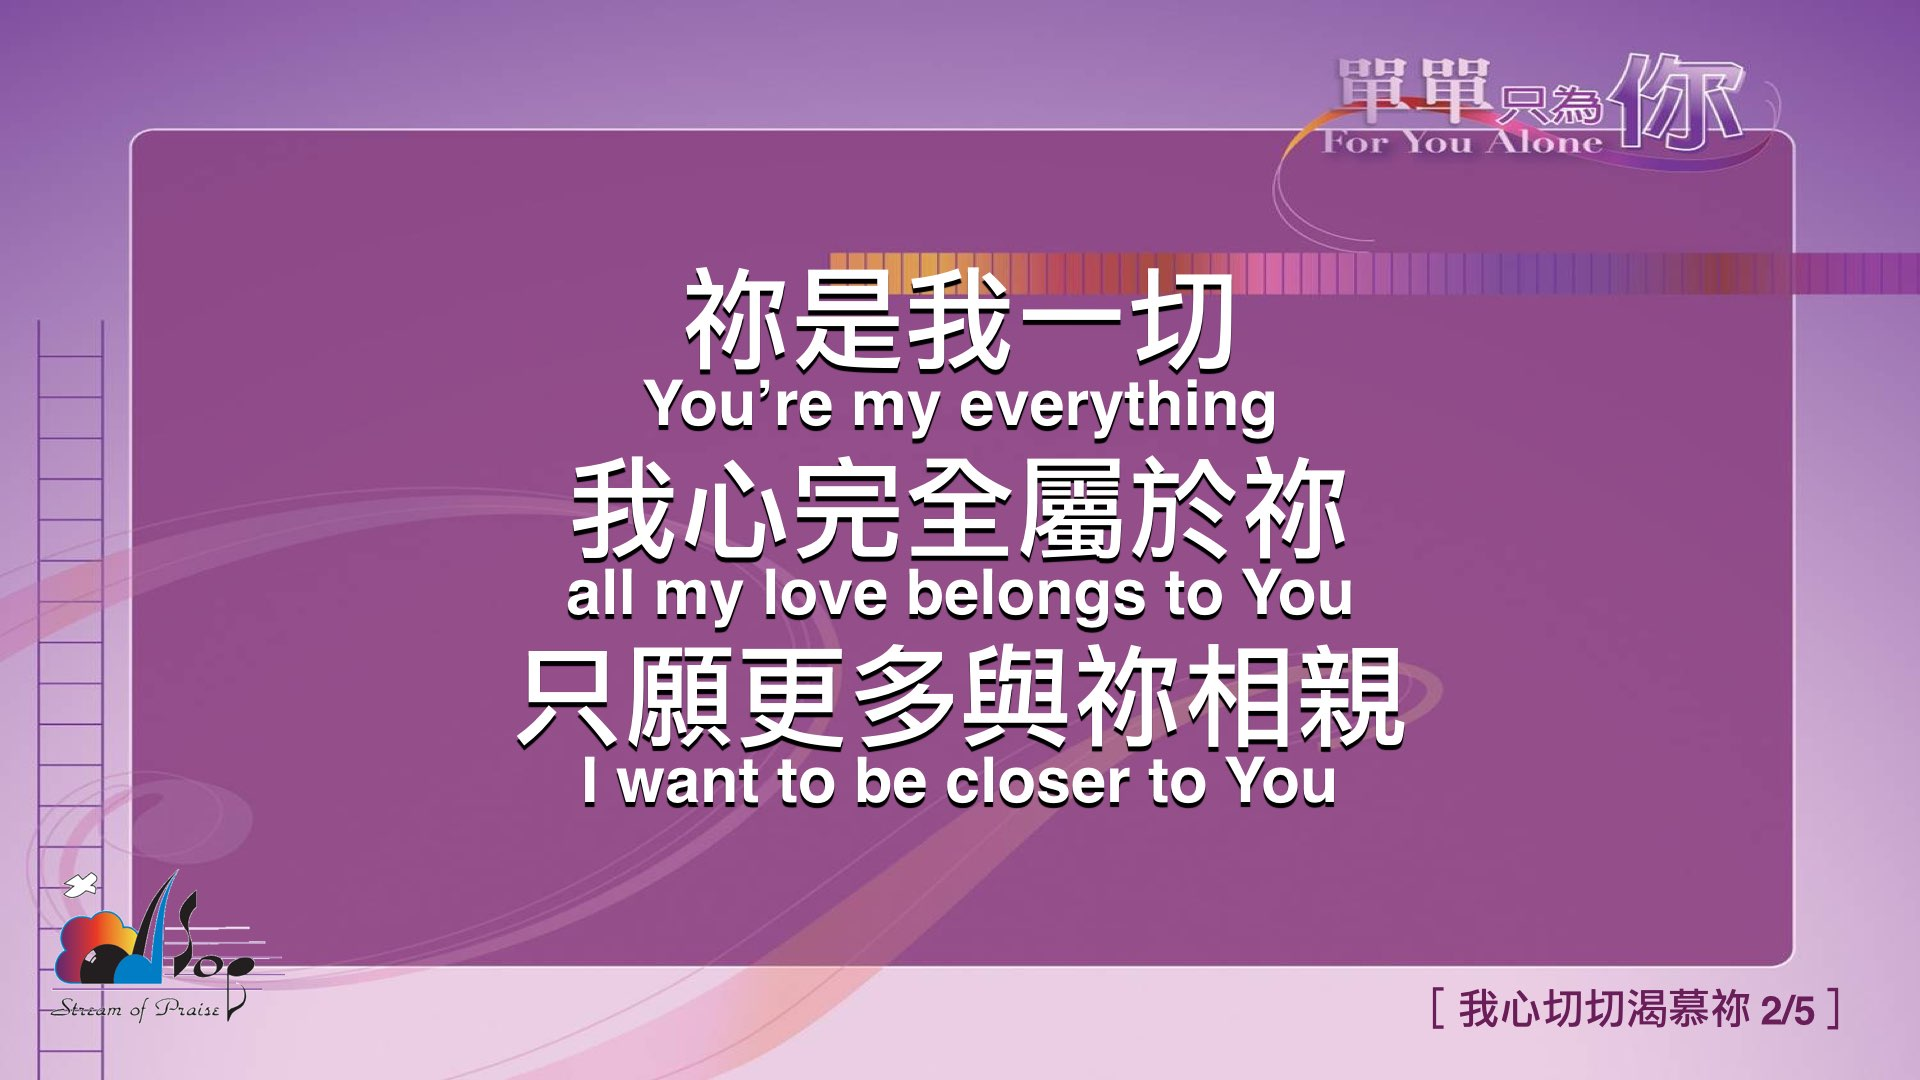 單單只為你
For You Alone
祢是我一切
You’re my everything
我心完全屬於祢
all my love belongs to You
只願更多與祢相親
I want to be closer to You
Sop
Stream of Praise
[ 我心切切渴慕祢 2/5 ]